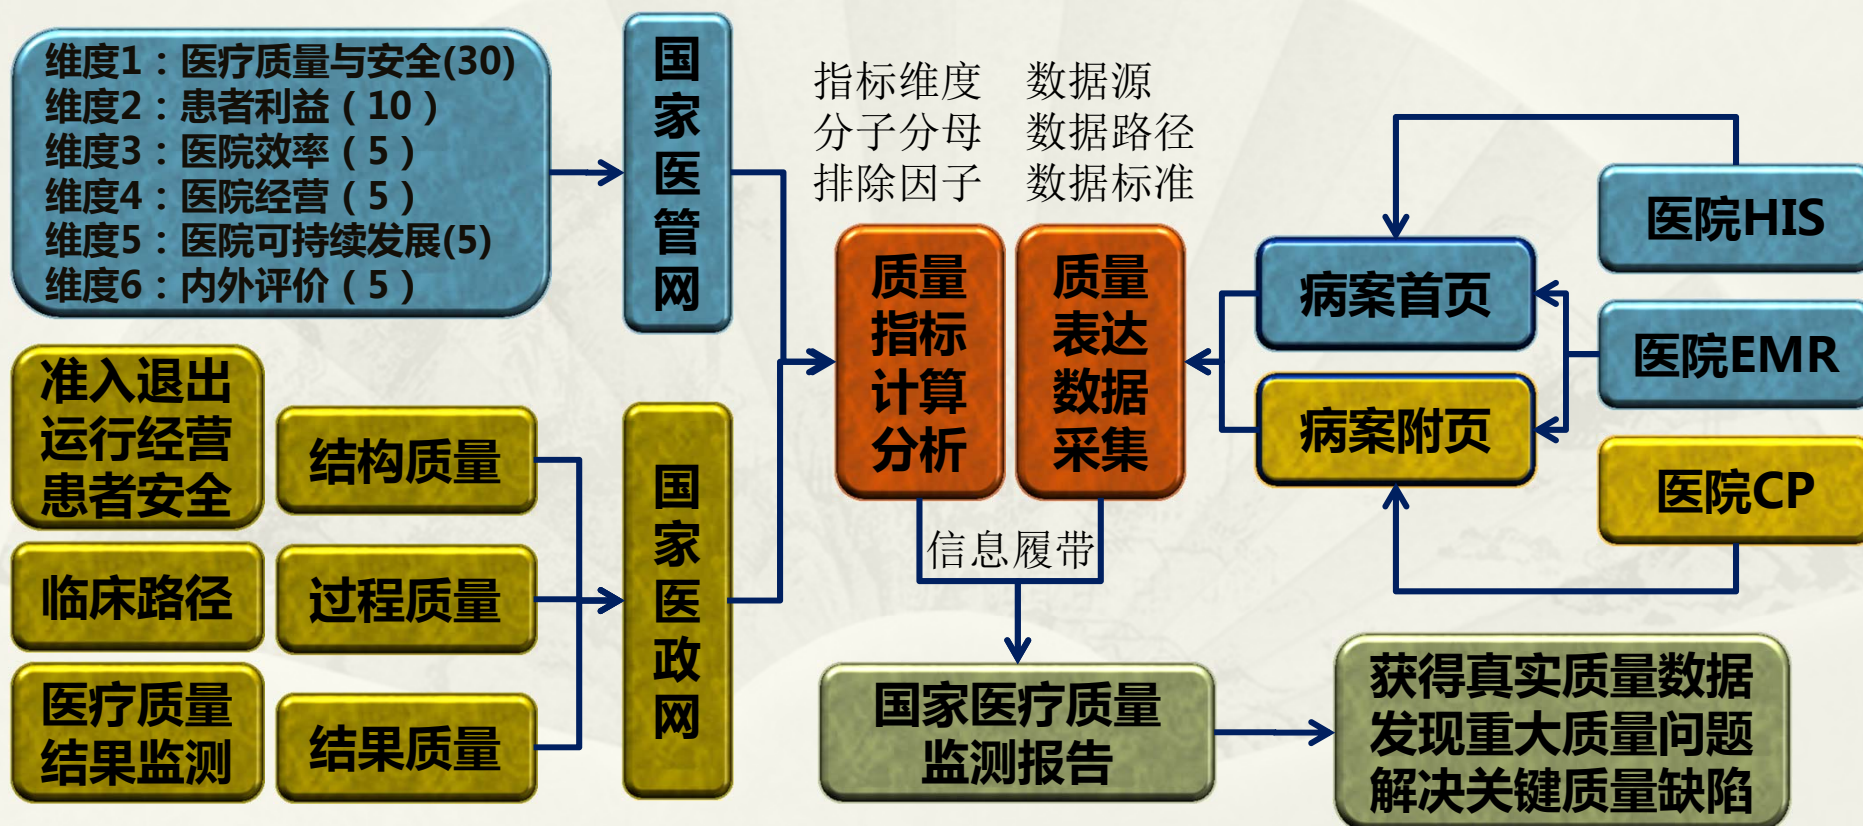 维度1：医疗质量与安全(30)
维度2：患者利益（10）
维度3：医院效率（5）
维度4：医院经营（5）
维度5：医院可持续发展(5)
维度6：内外评价（5）
国
家
医
管
网
准入退出
运行经营
患者安全
结构质量
临床路径
过程质量
医疗质量
结果监测
结果质量
国
家
医
政
网
指标维度
分子分母
排除因子
数据源
数据路径
数据标准
质量
指标
计算
分析
质量
表达
数据
采集
信息履带
病案首页
病案附页
医院HIS
医院EMR
医院CP
国家医疗质量
监测报告
获得真实质量数据
发现重大质量问题
解决关键质量缺陷